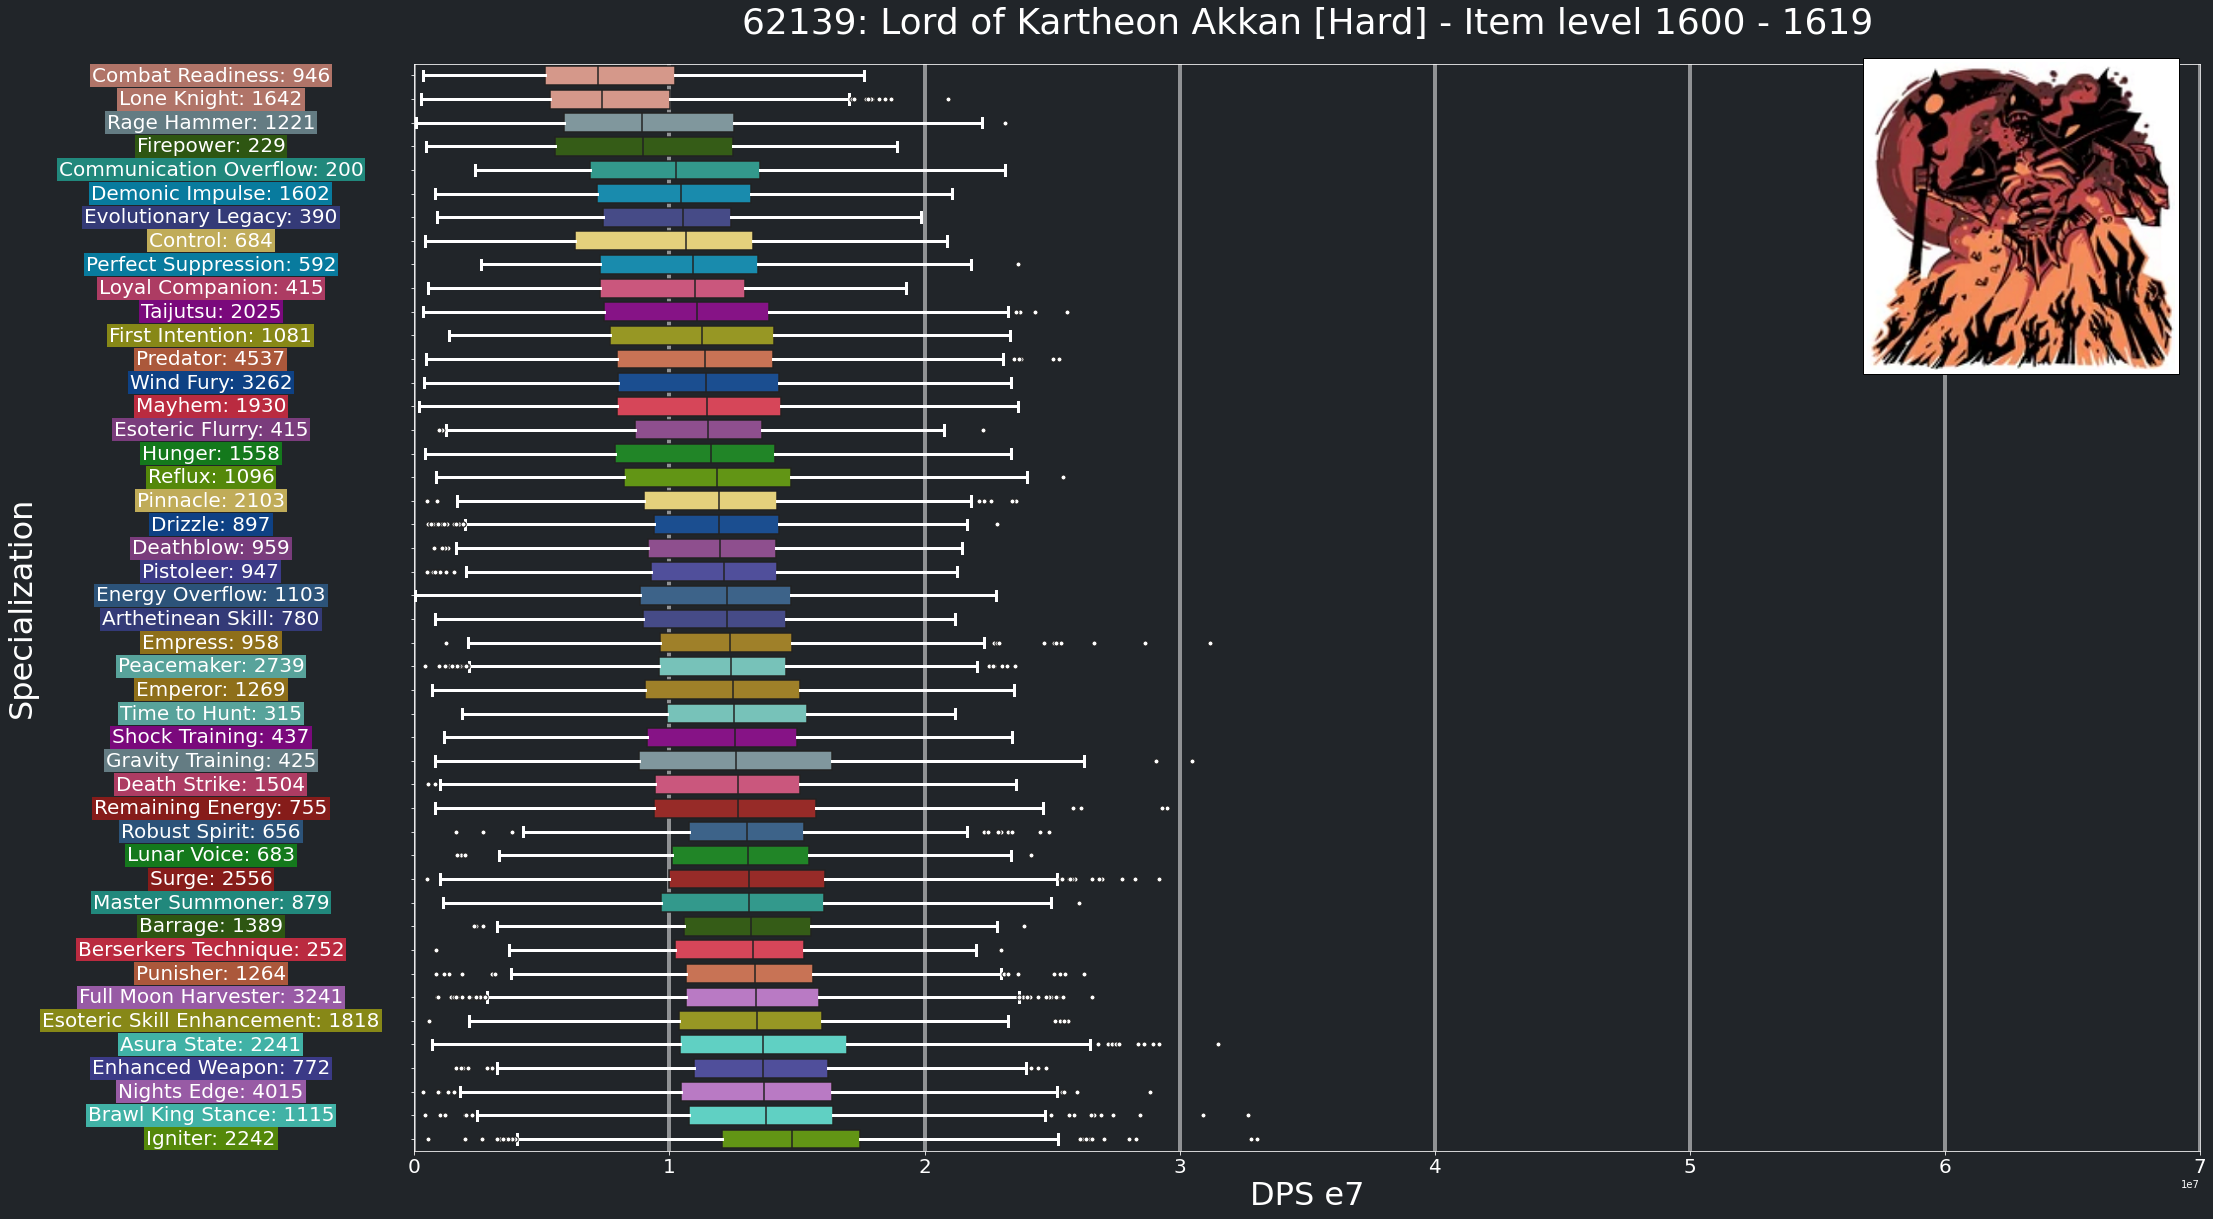 62139: Lord of Kartheon Akkan [Hard] - Item level 1600 - 1619
Combat Readiness: 946
Lone Knight: 1642
Rage Hammer: 1221
Firepower: 229
Communication Overflow: 200
Demonic Impulse: 1602
Evolutionary Legacy: 390
Control: 684
Perfect Suppression: 592
Loyal Companion: 415
Taijutsu: 2025
First Intention: 1081
Predator: 4537
Wind Fury: 3262
Mayhem: 1930
Esoteric Flurry: 415
Hunger: 1558
Reflux: 1096
Pinnacle: 2103
Drizzle: 897
Deathblow: 959
Pistoleer: 947
Energy Overflow: 1103
Arthetinean Skill: 780
Empress: 958
Peacemaker: 2739
Emperor: 1269
Time to Hunt: 315
Shock Training: 437
Gravity Training: 425
Death Strike: 1504
Remaining Energy: 755
Robust Spirit: 656
Lunar Voice: 683
Surge: 2556
Master Summoner: 879
Barrage: 1389
Berserkers Technique: 252
Punisher: 1264
Full Moon Harvester: 3241
Esoteric Skill Enhancement: 1818
Asura State: 2241
Enhanced Weapon: 772
Nights Edge: 4015
Brawl King Stance: 1115
Igniter: 2242
Specialization
0 1 2 3 4 5 6 7
1e7
DPS e7